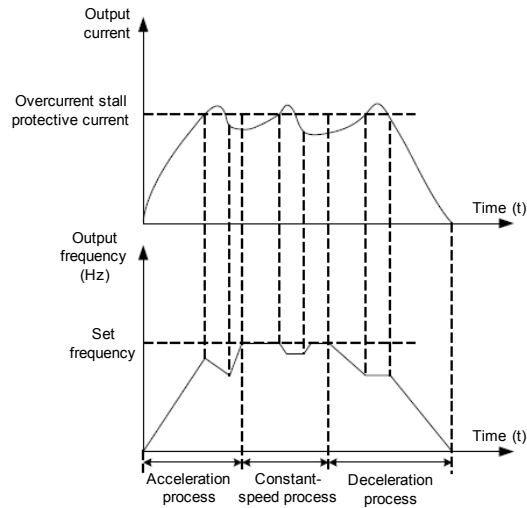 Output
current
Overcurrent stall
protective current
Time (t)
Output
frequency
(Hz)
Set
frequency
Time (t)
Acceleration
process
Constant-
speed process
Deceleration
process